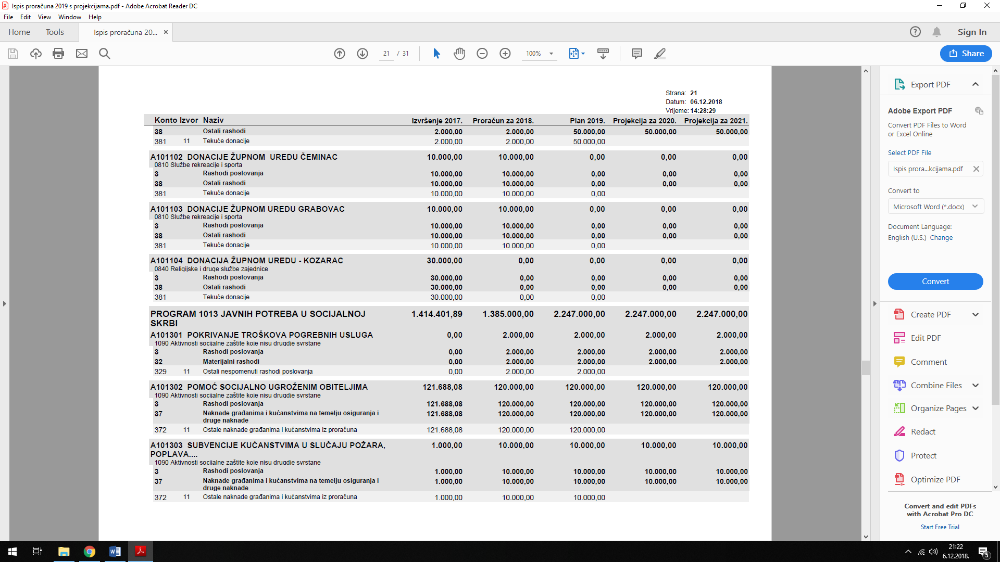 Ispis proračuna 2019 s projekcijama.pdf - Adobe Acrobat Reader DC
File Edit View Window Help
Home Tools Ispis proračuna 20... × Sign In
21 / 31 100% Share
Strana: 21
Datum: 06.12.2018
Vrijeme: 14:28:29
Konto Izvor Naziv Izvršenje 2017. Proračun za 2018. Plan 2019. Projekcija za 2020. Projekcija za 2021.
38 Ostali rashodi 2.000,00 2.000,00 50.000,00 50.000,00 50.000,00
381 11 Tekuće donacije 2.000,00 2.000,00 50.000,00
A101102 DONACIJE ŽUPNOM UREDU ČEMINAC 10.000,00 10.000,00 0,00 0,00 0,00
0810 Službe rekreacije i sporta
3 Rashodi poslovanja 10.000,00 10.000,00 0,00 0,00 0,00
38 Ostali rashodi 10.000,00 10.000,00 0,00 0,00 0,00
381 Tekuće donacije 10.000,00 10.000,00 0,00
A101103 DONACIJE ŽUPNOM UREDU GRABOVAC 10.000,00 10.000,00 0,00 0,00 0,00
0810 Službe rekreacije i sporta
3 Rashodi poslovanja 10.000,00 10.000,00 0,00 0,00 0,00
38 Ostali rashodi 10.000,00 10.000,00 0,00 0,00 0,00
381 Tekuće donacije 10.000,00 10.000,00 0,00
A101104 DONACIJA ŽUPNOM UREDU - KOZARAC 30.000,00 0,00 0,00 0,00 0,00
0840 Religijske i druge službe zajednice
3 Rashodi poslovanja 30.000,00 0,00 0,00 0,00 0,00
38 Ostali rashodi 30.000,00 0,00 0,00 0,00 0,00
381 Tekuće donacije 30.000,00 0,00 0,00
PROGRAM 1013 JAVNIH POTREBA U SOCIJALNOJ 1.414.401,89 1.385.000,00 2.247.000,00 2.247.000,00 2.247.000,00
SKRBI
A101301 POKRIVANJE TROŠKOVA POGREBNIH USLUGA 0,00 2.000,00 2.000,00 2.000,00 2.000,00
1090 Aktivnosti socijalne zaštite koje nisu drugdje svrstane
3 Rashodi poslovanja 0,00 2.000,00 2.000,00 2.000,00 2.000,00
32 Materijalni rashodi 0,00 2.000,00 2.000,00 2.000,00 2.000,00
329 11 Ostali nespomenuti rashodi poslovanja 0,00 2.000,00 2.000,00
A101302 POMOĆ SOCIJALNO UGROŽENIM OBITELJIMA 121.688,08 120.000,00 120.000,00 120.000,00 120.000,00
1090 Aktivnosti socijalne zaštite koje nisu drugdje svrstane
3 Rashodi poslovanja 121.688,08 120.000,00 120.000,00 120.000,00 120.000,00
37 Naknade građanima i kućanstvima na temelju osiguranja i 121.688,08 120.000,00 120.000,00 120.000,00 120.000,00
druge naknade
372 11 Ostale naknade građanima i kućanstvima iz proračuna 121.688,08 120.000,00 120.000,00
A101303 SUBVENCIJE KUĆANSTVIMA U SLUČAJU POŽARA, 1.000,00 10.000,00 10.000,00 10.000,00 10.000,00
POPLAVA....
1090 Aktivnosti socijalne zaštite koje nisu drugdje svrstane
3 Rashodi poslovanja 1.000,00 10.000,00 10.000,00 10.000,00 10.000,00
37 Naknade građanima i kućanstvima na temelju osiguranja i 1.000,00 10.000,00 10.000,00 10.000,00 10.000,00
druge naknade
372 11 Ostale naknade građanima i kućanstvima iz proračuna 1.000,00 10.000,00 10.000,00
Export PDF
Adobe Export PDF
Convert PDF Files to Word
or Excel Online
Select PDF File
Ispis prora...kcijama.pdf
Convert to
Microsoft Word (*.docx)
Document Language:
English (U.S.) Change
Convert
Create PDF
Edit PDF
Comment
Combine Files
Organize Pages
Redact
Protect
Optimize PDF
Convert and edit PDFs
with Acrobat Pro DC
Start Free Trial
21:22
6.12.2018.
5